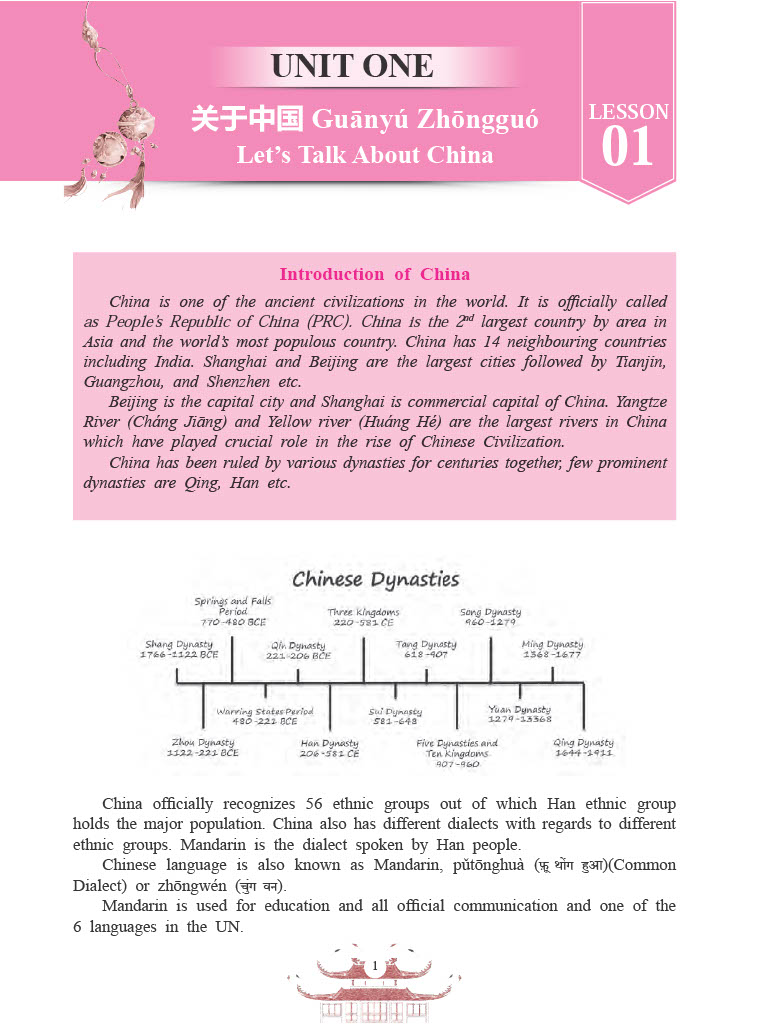 UNIT ONE
关于中国 Guānyú Zhōngguó
Let's Talk About China
LESSON
01
Introduction of China
China is one of the ancient civilizations in the world. It is officially called
as People's Republic of China (PRC). China is the 2nd largest country by area in
Asia and the world's most populous country. China has 14 neighbouring countries
including India. Shanghai and Beijing are the largest cities followed by Tianjin,
Guangzhou, and Shenzhen etc.
Beijing is the capital city and Shanghai is commercial capital of China. Yangtze
River (Cháng Jiāng) and Yellow river (Huáng Hé) are the largest rivers in China
which have played crucial role in the rise of Chinese Civilization.
China has been ruled by various dynasties for centuries together, few prominent
dynasties are Qing, Han etc.
Chinese Dynasties
Springs and Falls
Period
770-480 BCE
Three Kingdoms
220-581 CE
Song Dynasty
960-1279
Shang Dynasty
1766-1122 BCE
Qin Dynasty
221-206 BCE
Tang Dynasty
618-907
Ming Dynasty
1368-1677
Warring States Period
480-221 BCE
Sui Dynasty
581-648
Yuan Dynasty
1279-13368
Zhou Dynasty
1122-221 BCE
Han Dynasty
206-581 CE
Five Dynasties and
Ten Kingdoms
907-960
Qing Dynasty
1644-1911
China officially recognizes 56 ethnic groups out of which Han ethnic group
holds the major population. China also has different dialects with regards to different
ethnic groups. Mandarin is the dialect spoken by Han people.
Chinese language is also known as Mandarin, pŭtōnghuà (फ़ू थोंग हुआ)(Common
Dialect) or zhōngwén (चुंग वन).
Mandarin is used for education and all official communication and one of the
6 languages in the UN.
1